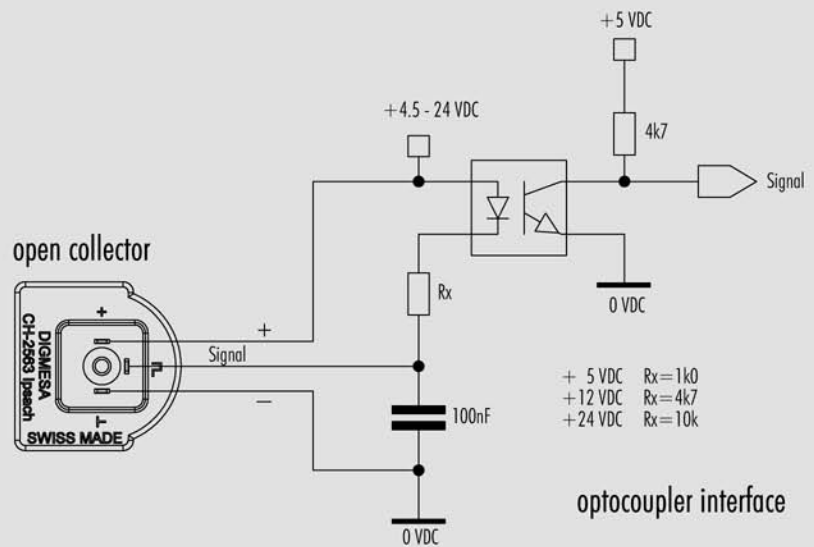 +5 VDC
+4.5 - 24 VDC
4k7
Signal
open collector
Rx
0 VDC
+
DIGMESA
CH-2563 Ipsach
SWISS MADE
+
Signal
−
100nF
+ 5 VDC Rx=1k0
+12 VDC Rx=4k7
+24 VDC Rx=10k
optocoupler interface
0 VDC